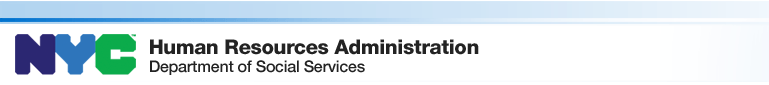 NYC Human Resources Administration
Department of Social Services